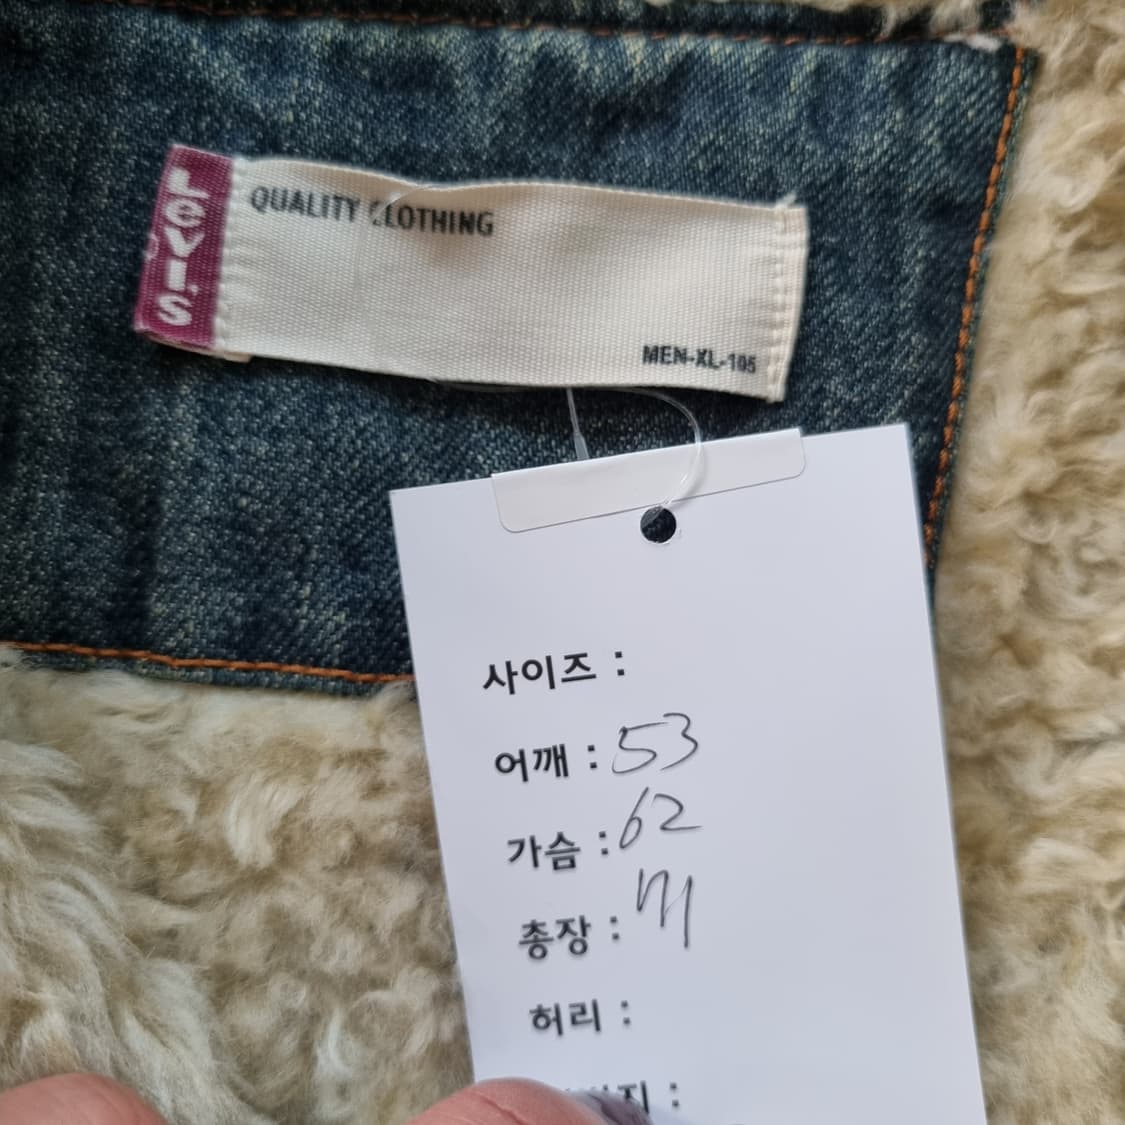 Levi's
QUALITY CLOTHING
MEN-XL-105
사이즈 :
어깨 : 53
가슴 : 62
총장 : 71
허리 :
지 :